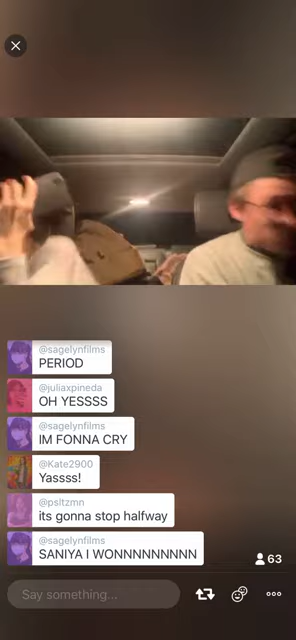 @sagelynfilms
PERIOD
@juliaxpineda
OH YESSSS
@sagelynfilms
IM FONNA CRY
@Kate2900
Yassss!
@psltzmn
its gonna stop halfway
@sagelynfilms
SANIYA I WONNNNNNNNN
63
Say something...